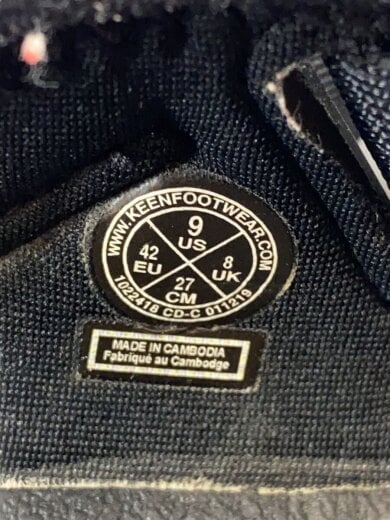 WWW.KEENFOOTWEAR.COM
9
US
42
EU
8
UK
27
CM
1022418 CD-C 011219
MADE IN CAMBODIA
Fabriqué au Cambodge